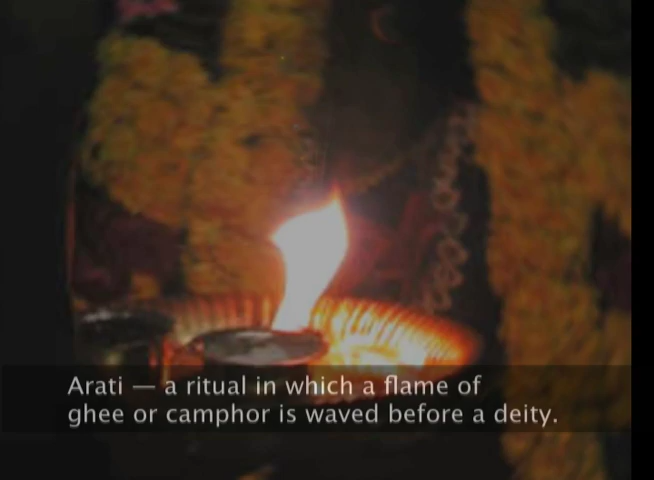 Arati — a ritual in which a flame of
ghee or camphor is waved before a deity.